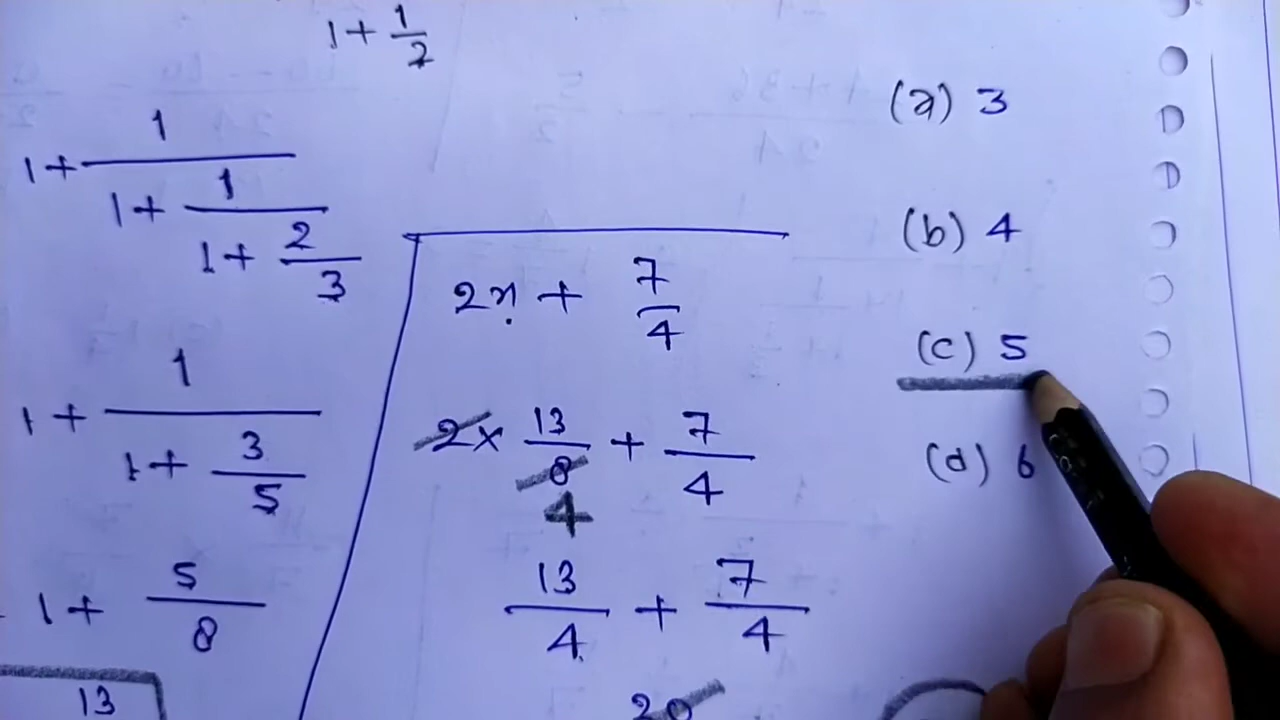 1 + 1/2
1 + 1/(1 + 1/(1 + 2/3))
1 + 1/(1 + 3/5)
1 + 5/8
13
2x + 7/4
2 × 13/8 + 7/4
4
13/4 + 7/4
20
(a) 3
(b) 4
(c) 5
(d) 6